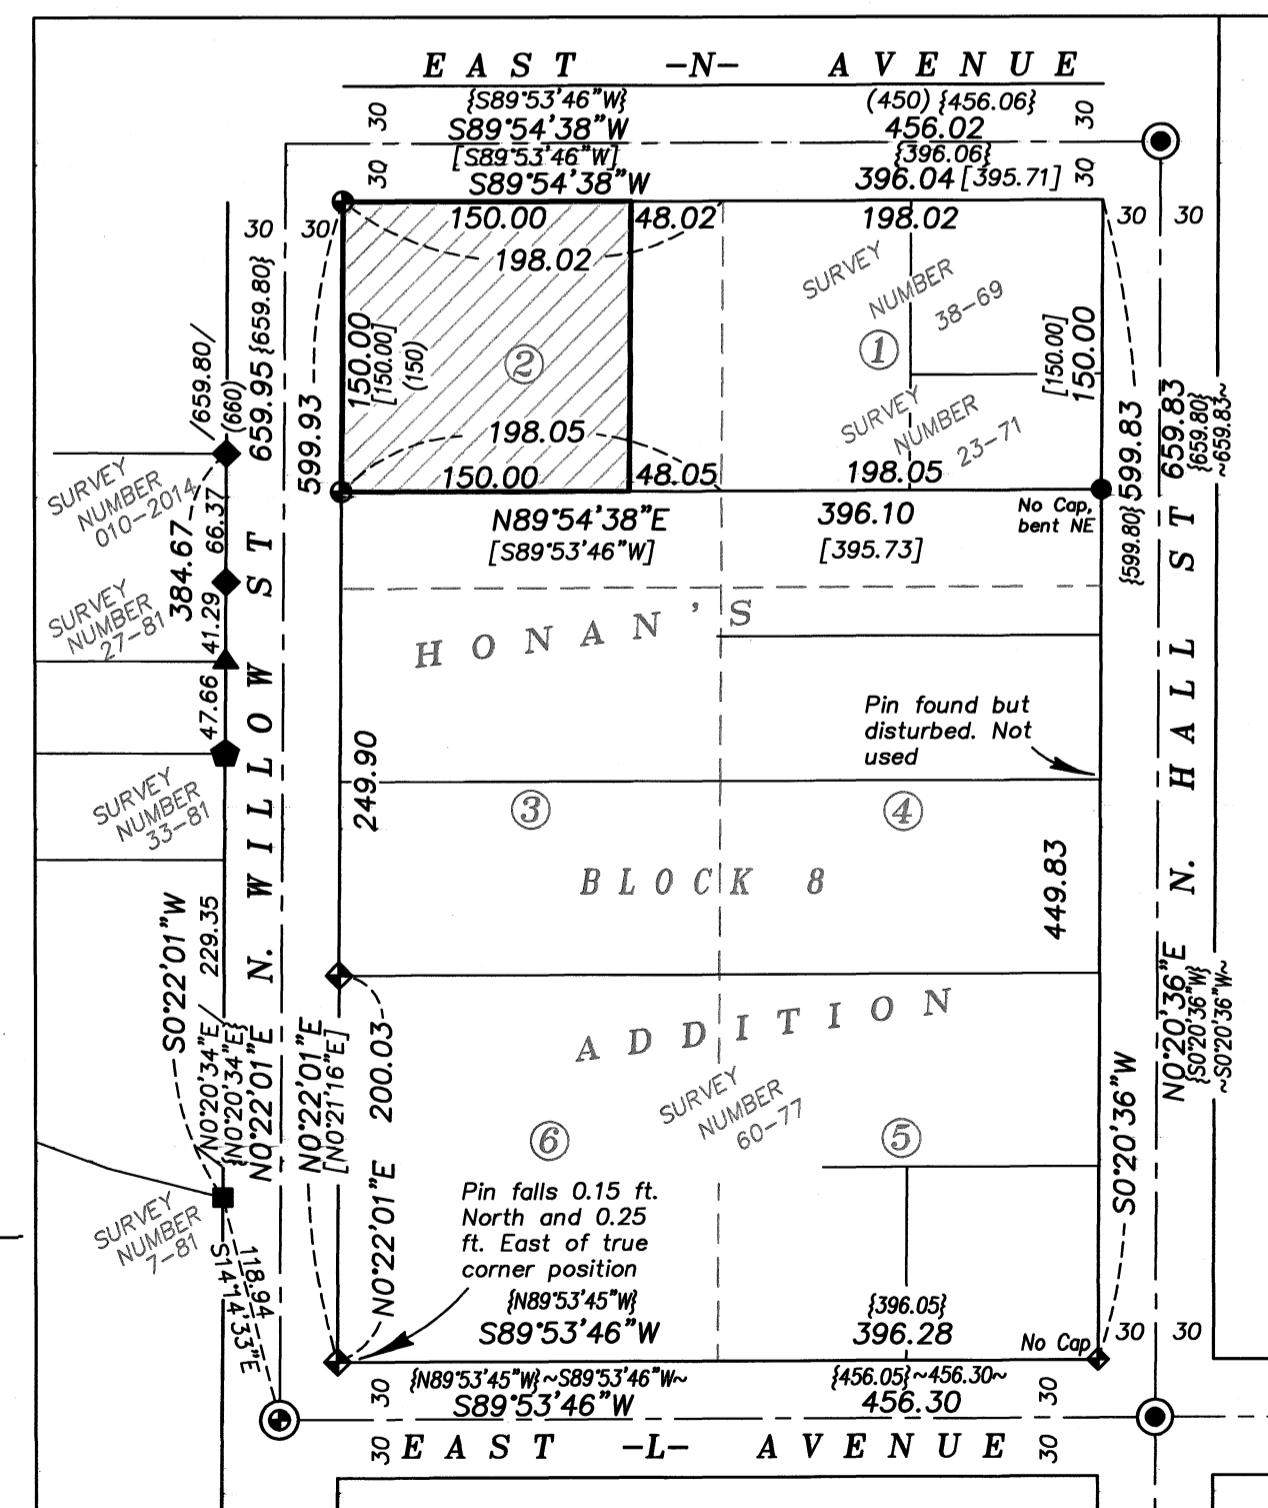 EAST -N- AVENUE
{S89°53'46"W}
(450) {456.06}
30
30
S89°54'38"W
456.02
[S89°53'46"W]
{396.06}
30
30
S89°54'38"W
396.04 [395.71]
150.00
48.02
198.02
30
30
30
30
198.02
SURVEY
NUMBER
38-69
659.95 {659.80}
/659.80/
(660)
599.93
150.00
[150.00]
(150)
2
1
[150.00]
150.00
198.05
SURVEY
NUMBER
23-71
150.00
48.05
198.05
599.83
{599.80}
659.83
{659.80}
~659.83~
SURVEY
NUMBER
010-2014
66.37
384.67
N89°54'38"E
396.10
[S89°53'46"W]
[395.73]
No Cap,
bent NE
SURVEY
NUMBER
27-81
41.29
47.66
HONAN'S
Pin found but
disturbed. Not
used
249.90
N. WILLOW ST
N. HALL ST
SURVEY
NUMBER
33-81
3
4
BLOCK 8
449.83
229.35
S0°22'01"W
/N0°20'34"E/
{N0°20'34"E}
N0°22'01"E
N0°22'01"E
[N0°21'16"E]
200.03
N0°22'01"E
ADDITION
SURVEY
NUMBER
60-77
N0°20'36"E
{S0°20'36"W}
~S0°20'36"W~
S0°20'36"W
6
5
SURVEY
NUMBER
7-81
118.94
S14°14'33"E
Pin falls 0.15 ft.
North and 0.25
ft. East of true
corner position
{N89°53'45"W}
{396.05}
S89°53'46"W
396.28
No Cap
30
30
{N89°53'45"W} ~S89°53'46"W~
{456.05} ~456.30~
30
30
S89°53'46"W
456.30
30
30
EAST -L- AVENUE